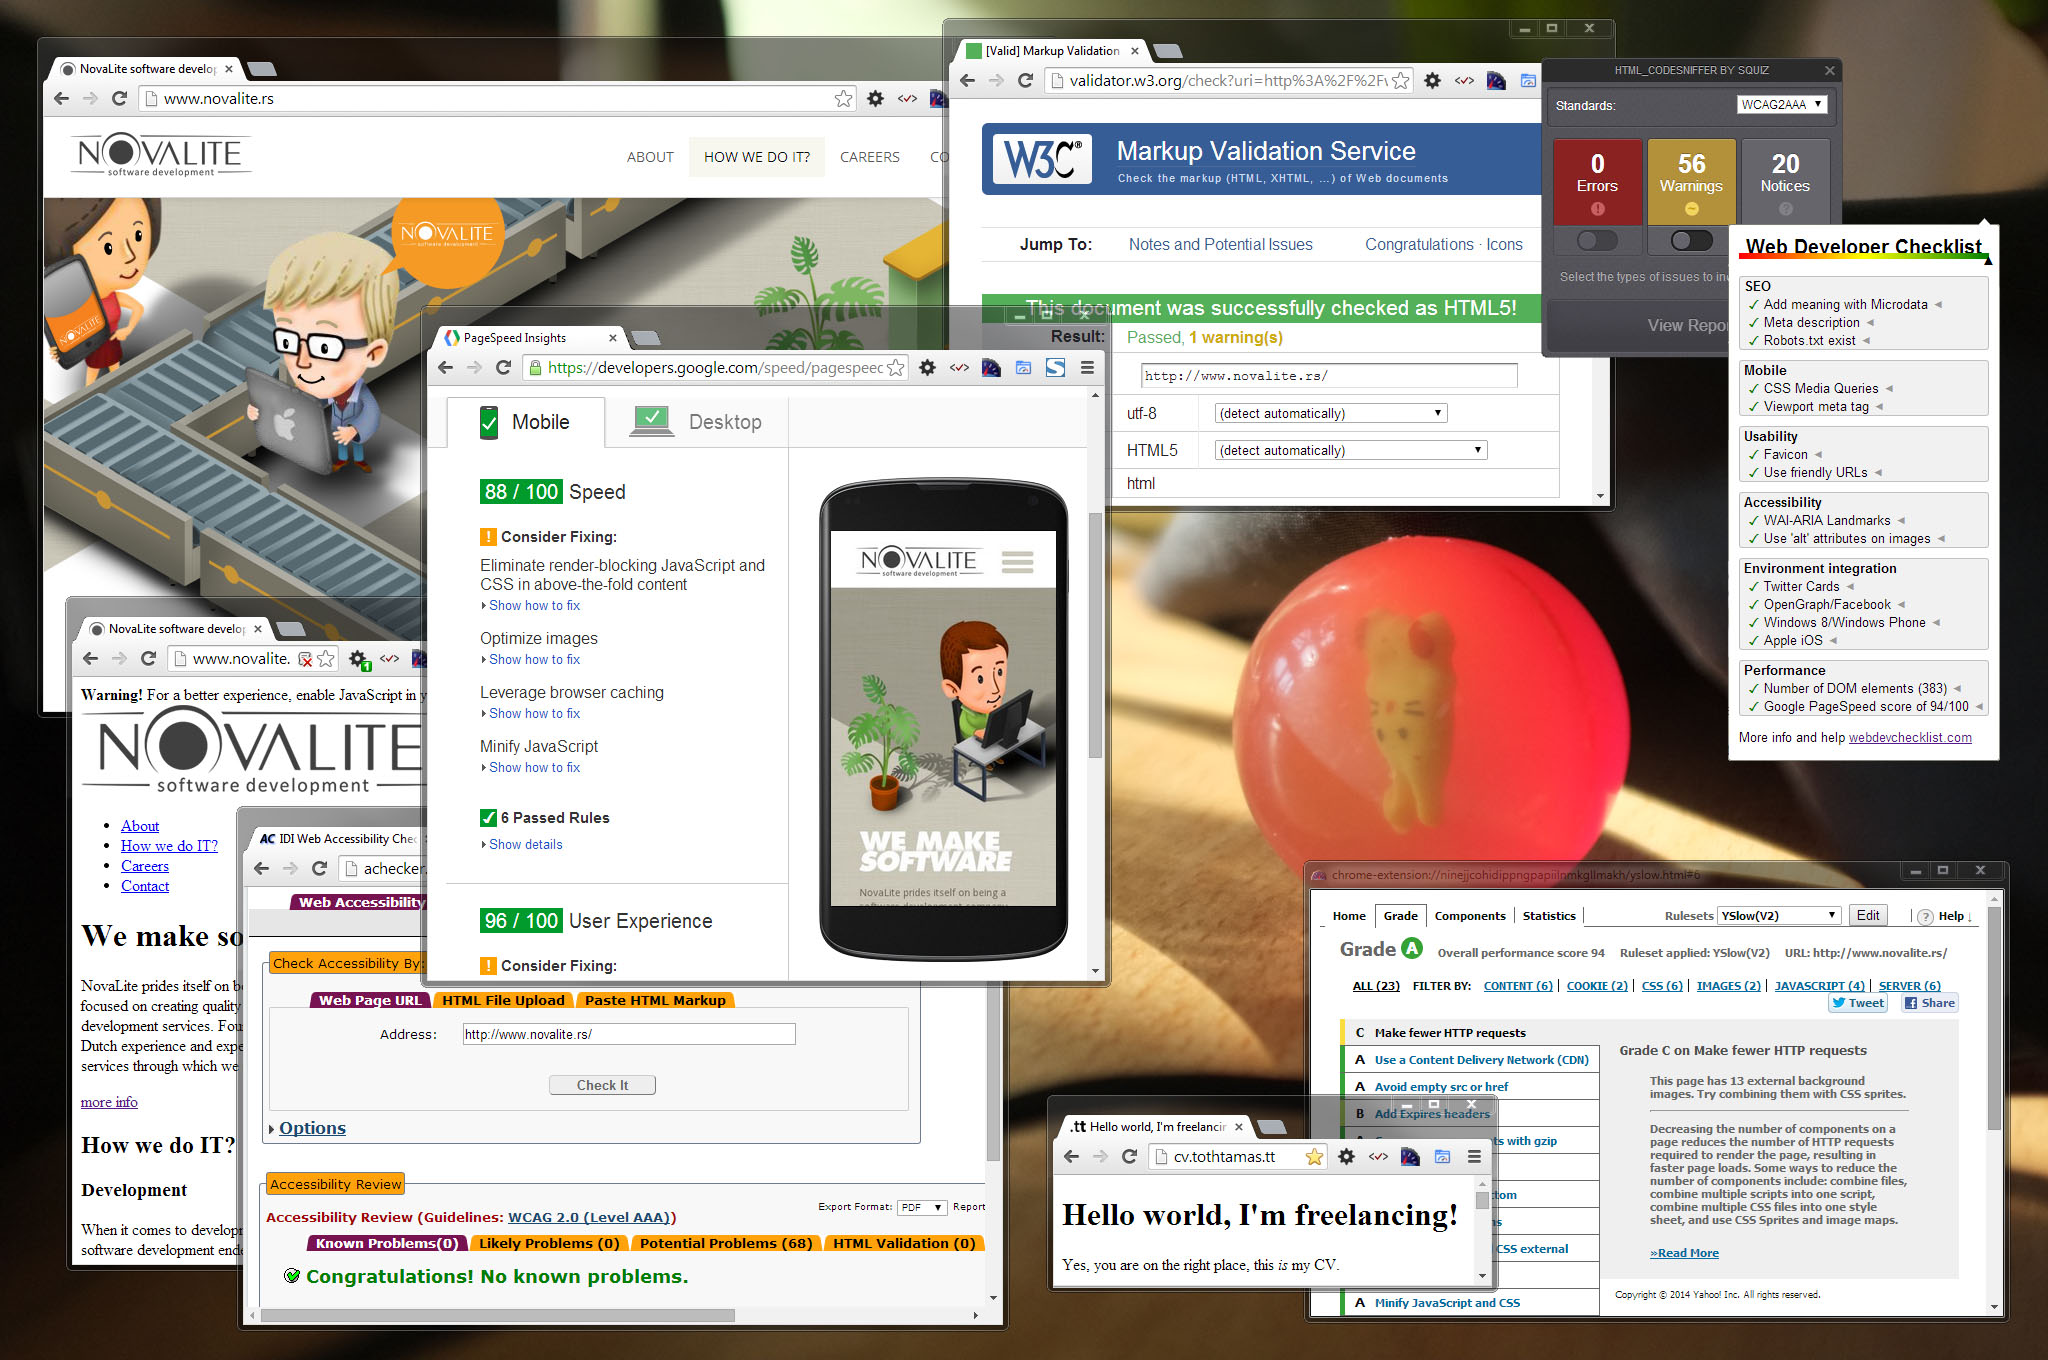 NovaLite software develo
www.novalite.rs
NOVALITE
software development
ABOUT
HOW WE DO IT?
CAREERS
CO
NOVALITE
software development
NOVALITE
[Valid] Markup Validation
validator.w3.org/check?uri=http%3A%2F%2F
W3C®
Markup Validation Service
Check the markup (HTML, XHTML, …) of Web documents
Jump To:
Notes and Potential Issues
Congratulations · Icons
This document was successfully checked as HTML5!
Result:
Passed, 1 warning(s)
http://www.novalite.rs/
utf-8
(detect automatically)
HTML5
(detect automatically)
html
HTML_CODESNIFFER BY SQUIZ
Standards:
WCAG2AAA
0
Errors
56
Warnings
20
Notices
Select the types of issues to in
View Repo
Web Developer Checklist
SEO
✓ Add meaning with Microdata
✓ Meta description
✓ Robots.txt exist
Mobile
✓ CSS Media Queries
✓ Viewport meta tag
Usability
✓ Favicon
✓ Use friendly URLs
Accessibility
✓ WAI-ARIA Landmarks
✓ Use 'alt' attributes on images
Environment integration
✓ Twitter Cards
✓ OpenGraph/Facebook
✓ Windows 8/Windows Phone
✓ Apple iOS
Performance
✓ Number of DOM elements (383)
✓ Google PageSpeed score of 94/100
More info and help webdevchecklist.com
PageSpeed Insights
https://developers.google.com/speed/pagespeed
Mobile
Desktop
88 / 100 Speed
! Consider Fixing:
Eliminate render-blocking JavaScript and
CSS in above-the-fold content
Show how to fix
Optimize images
Show how to fix
Leverage browser caching
Show how to fix
Minify JavaScript
Show how to fix
6 Passed Rules
Show details
96 / 100 User Experience
! Consider Fixing:
NOVALITE
software development
WE MAKE
SOFTWARE
NovaLite prides itself on being a
software development company
NovaLite software develo
www.novalite.
1
Warning! For a better experience, enable JavaScript in y
NOVALITE
software development
About
How we do IT?
Careers
Contact
We make so
NovaLite prides itself on b
focused on creating quality
development services. Fou
Dutch experience and expe
services through which we
more info
How we do IT?
Development
When it comes to develop
software development ende
AC IDI Web Accessibility Chec
achecker.
Web Accessibility
Check Accessibility By:
Web Page URL
HTML File Upload
Paste HTML Markup
Address:
http://www.novalite.rs/
Check It
Options
Accessibility Review
Export Format:
PDF
Report
Accessibility Review (Guidelines: WCAG 2.0 (Level AAA))
Known Problems(0)
Likely Problems (0)
Potential Problems (68)
HTML Validation (0)
Congratulations! No known problems.
.tt Hello world, I'm freelancin
cv.tothtamas.tt
Hello world, I'm freelancing!
Yes, you are on the right place, this is my CV.
chrome-extension://ninejjcohidippngpapiilnmkgllmakh/yslow.html#6
Home
Grade
Components
Statistics
Rulesets
YSlow(V2)
Edit
? Help ↓
Grade A
Overall performance score 94
Ruleset applied: YSlow(V2)
URL: http://www.novalite.rs/
ALL (23)
FILTER BY:
CONTENT (6)
COOKIE (2)
CSS (6)
IMAGES (2)
JAVASCRIPT (4)
SERVER (6)
Tweet
Share
C Make fewer HTTP requests
A Use a Content Delivery Network (CDN)
A Avoid empty src or href
B Add Expires headers
ts with gzip
tom
ns
CSS external
A Minify JavaScript and CSS
Grade C on Make fewer HTTP requests
This page has 13 external background
images. Try combining them with CSS sprites.
Decreasing the number of components on a
page reduces the number of HTTP requests
required to render the page, resulting in
faster page loads. Some ways to reduce the
number of components include: combine files,
combine multiple scripts into one script,
combine multiple CSS files into one style
sheet, and use CSS Sprites and image maps.
»Read More
Copyright © 2014 Yahoo! Inc. All rights reserved.